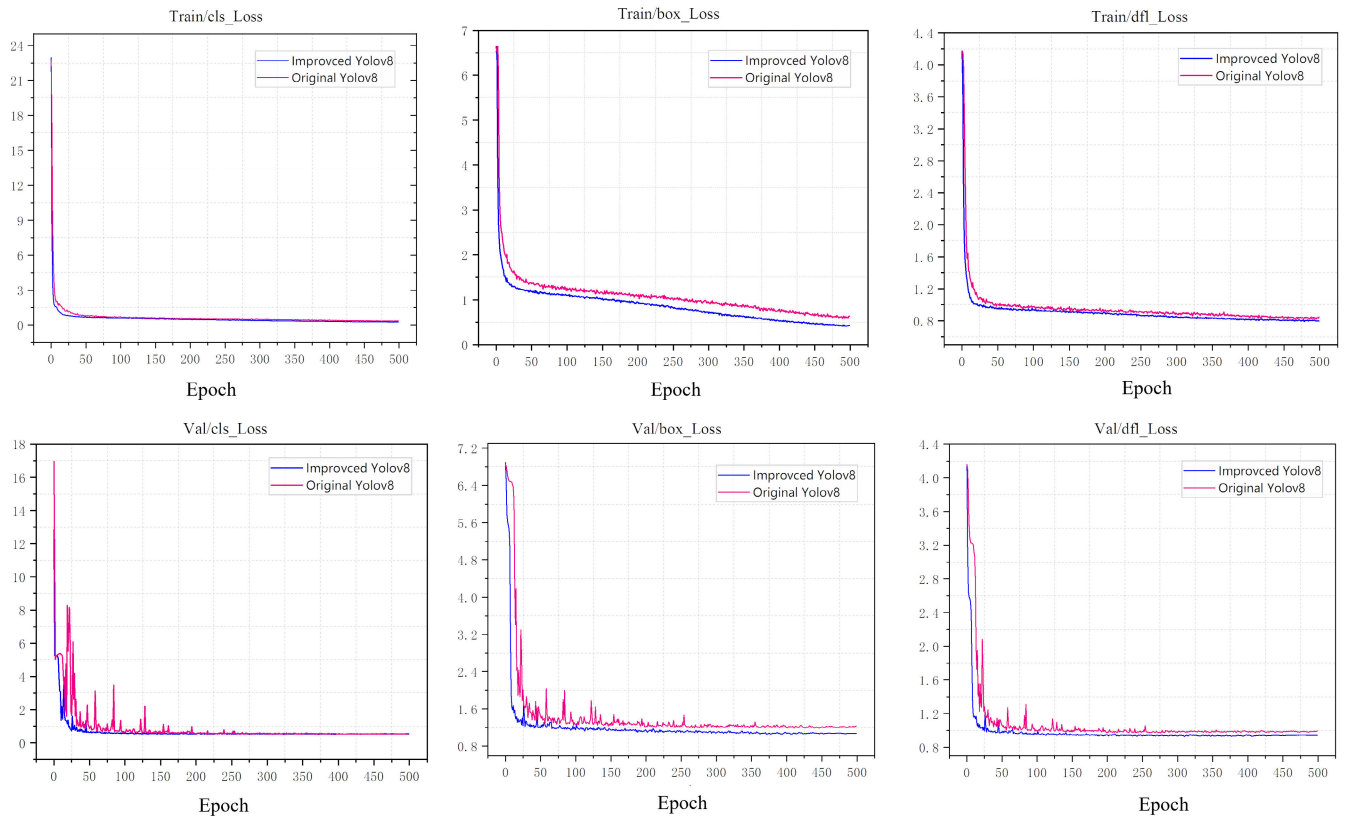 Train/cls_Loss
24
21
18
15
12
9
6
3
0
0 50 100 150 200 250 300 350 400 450 500
Improvced Yolov8
Original Yolov8
Epoch
Train/box_Loss
7
6
5
4
3
2
1
0
0 50 100 150 200 250 300 350 400 450 500
Improvced Yolov8
Original Yolov8
Epoch
Train/dfl_Loss
4.4
4.0
3.6
3.2
2.8
2.4
2.0
1.6
1.2
0.8
0 50 100 150 200 250 300 350 400 450 500
Improvced Yolov8
Original Yolov8
Epoch
Val/cls_Loss
18
16
14
12
10
8
6
4
2
0
0 50 100 150 200 250 300 350 400 450 500
Improvced Yolov8
Original Yolov8
Epoch
Val/box_Loss
7.2
6.4
5.6
4.8
4.0
3.2
2.4
1.6
0.8
0 50 100 150 200 250 300 350 400 450 500
Improvced Yolov8
Original Yolov8
Epoch
Val/dfl_Loss
4.4
4.0
3.6
3.2
2.8
2.4
2.0
1.6
1.2
0.8
0 50 100 150 200 250 300 350 400 450 500
Improvced Yolov8
Original Yolov8
Epoch